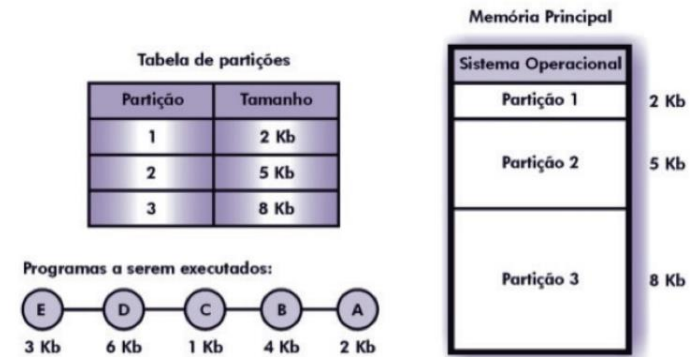 Tabela de partições
Partição Tamanho
1 2 Kb
2 5 Kb
3 8 Kb
Programas a serem executados:
E D C B A
3 Kb 6 Kb 1 Kb 4 Kb 2 Kb
Memória Principal
Sistema Operacional
Partição 1 2 Kb
Partição 2 5 Kb
Partição 3 8 Kb